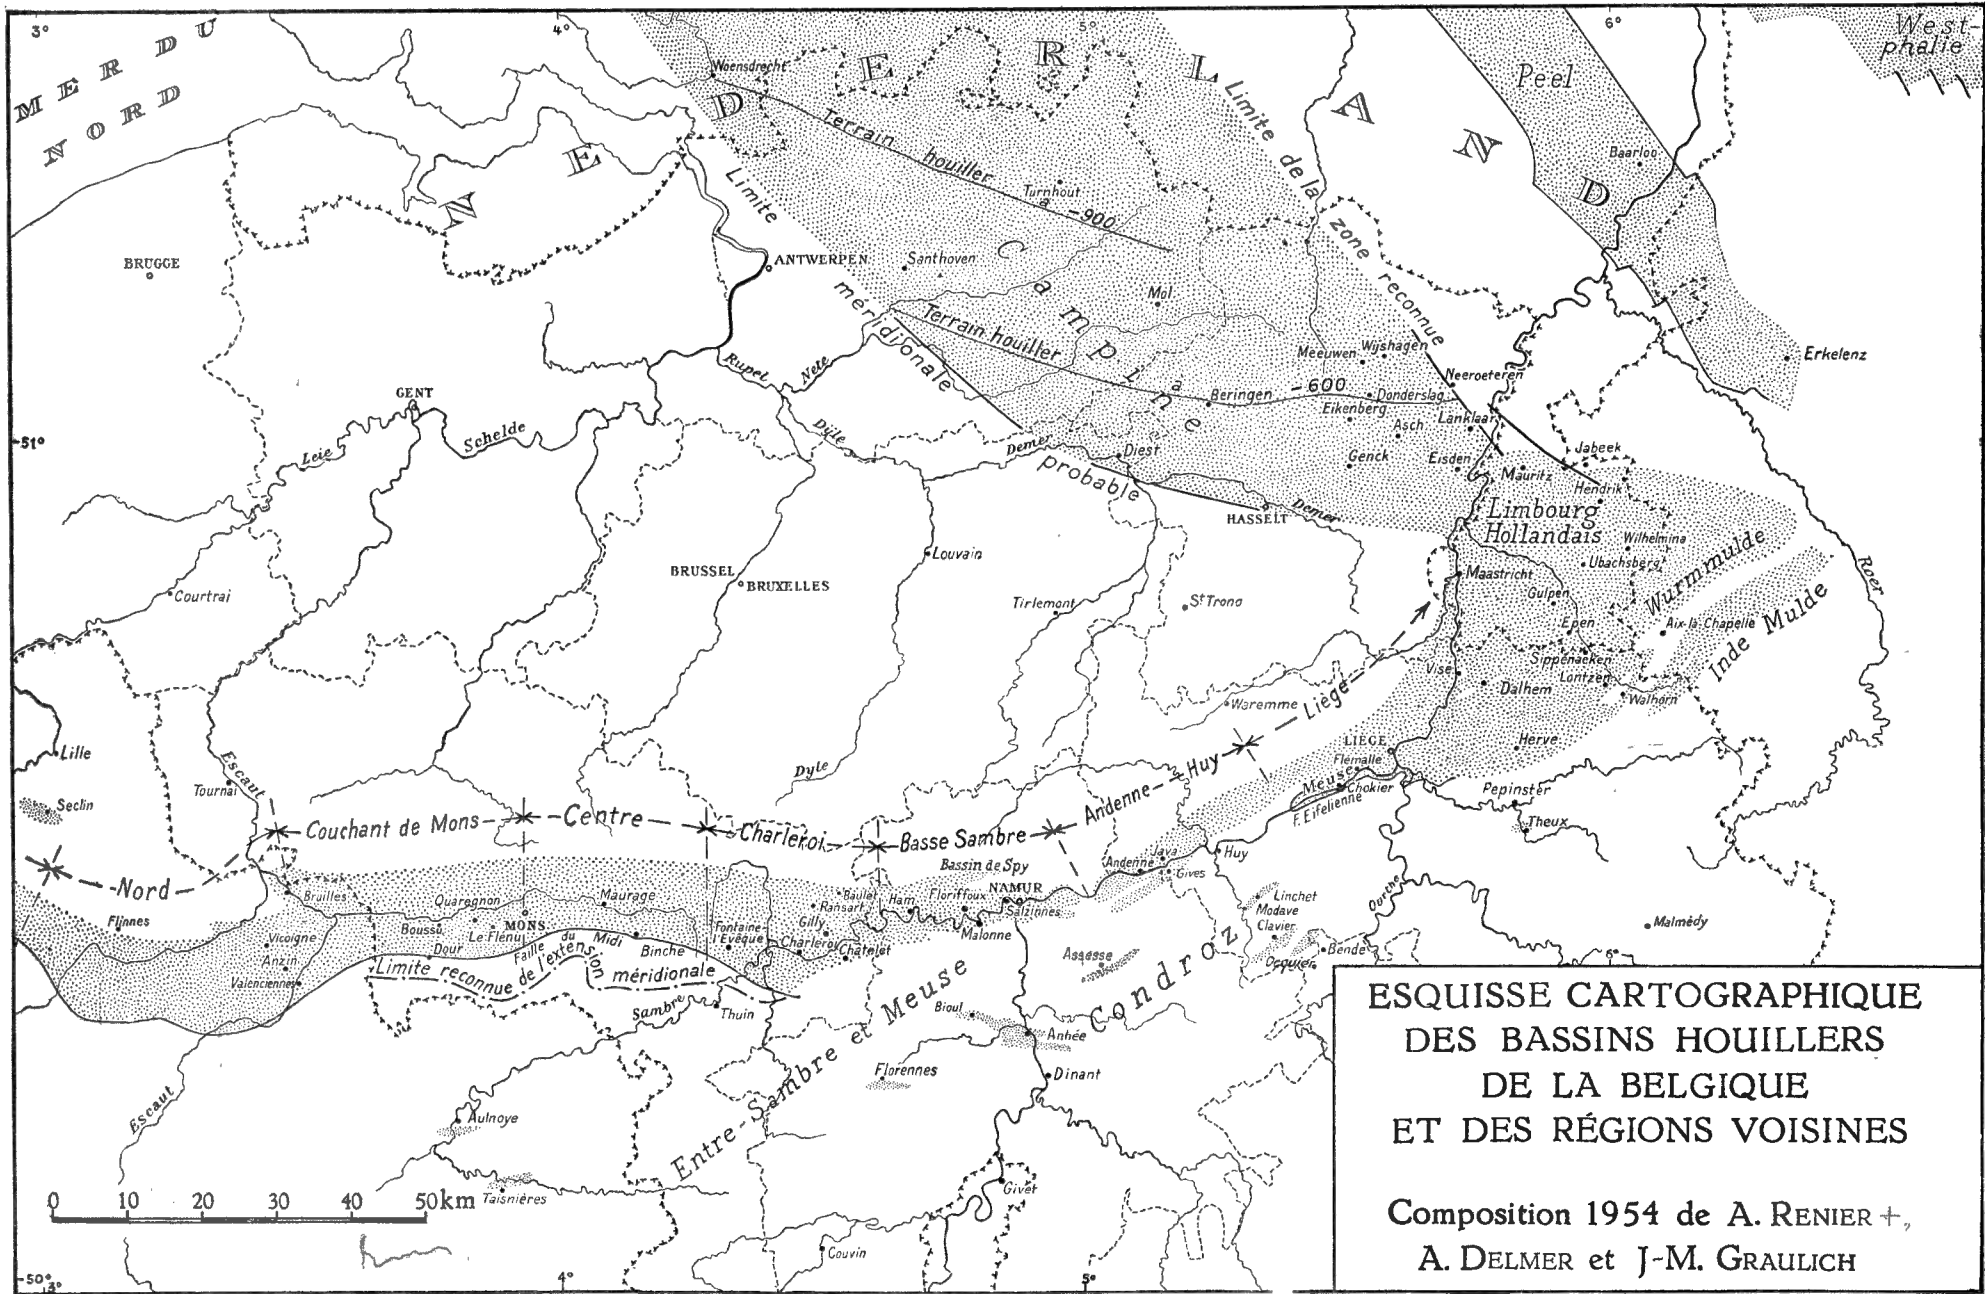 3°
4°
5°
6°
MER DU
NORD
NEDERLAND
West-
phalie
Peel
Woensdrecht
Limite de la zone reconnue
Terrain houiller à -900
Baarloo
Turnhout
Limite méridionale probable
BRUGGE
ANTWERPEN
Santhoven
Campine
Mol
Terrain houiller à -600
Meeuwen
Wijshagen
Erkelenz
Rupel
Nete
Neeroeteren
GENT
Beringen
Donderslag
Eikenberg
Asch
Lanklaar
51°
Leie
Schelde
Dijle
Demer
Diest
Genck
Eisden
Jabeek
Mauritz
Hendrik
HASSELT
Demer
Limbourg
Hollandais
Wilhelmina
Wurmmulde
Louvain
Ubachsberg
Roer
BRUSSEL
BRUXELLES
Maastricht
Courtrai
Tirlemont
St Trond
Gulpen
Epen
Aix-la-Chapelle
Inde Mulde
Visé
Sippenaeken
Lontzen
Dalhem
Walhorn
Waremme
Lille
LIÈGE
Herve
Flémalle
Escaut
Dyle
Tournai
Meuse
Chokier
F. Eifelienne
Pepinster
Seclin
Theux
Nord
Couchant de Mons
Centre
Charleroi
Basse Sambre
Andenne-Huy
Liège
Bassin de Spy
Java
Andenne
Huy
Gives
Bruilles
Quaregnon
Maurage
Baulet
Ransart
Ham
Floriffoux
NAMUR
Salzinnes
Linchet
Modave
Clavier
Ourthe
Flinnes
Boussu
MONS
Le Flénu
Fontaine-
l'Evêque
Gilly
Malonne
Malmédy
Vicoigne
Dour
Faille du Midi
Binche
Charleroi
Châtelet
Bende
Ocquier
6°
Anzin
Assesse
Valenciennes
Limite reconnue de l'extension méridionale
Sambre
Thuin
Entre-Sambre et Meuse
Condroz
Bioul
Anhée
Florennes
Dinant
Escaut
Aulnoye
Taisnières
Givet
Couvin
0 10 20 30 40 50km
50°
3°
4°
5°
ESQUISSE CARTOGRAPHIQUE
DES BASSINS HOUILLERS
DE LA BELGIQUE
ET DES RÉGIONS VOISINES
Composition 1954 de A. RENIER +,
A. DELMER et J-M. GRAULICH